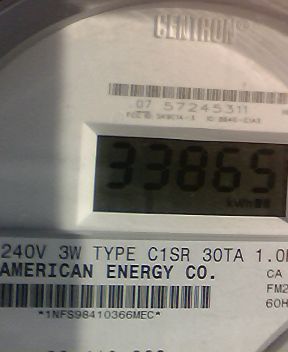 CENTRON®
07 57245311
33865
kWh
240V 3W TYPE C1SR 30TA 1.0
AMERICAN ENERGY CO.
CA
FM2
60H
*1NFS98410366MEC*